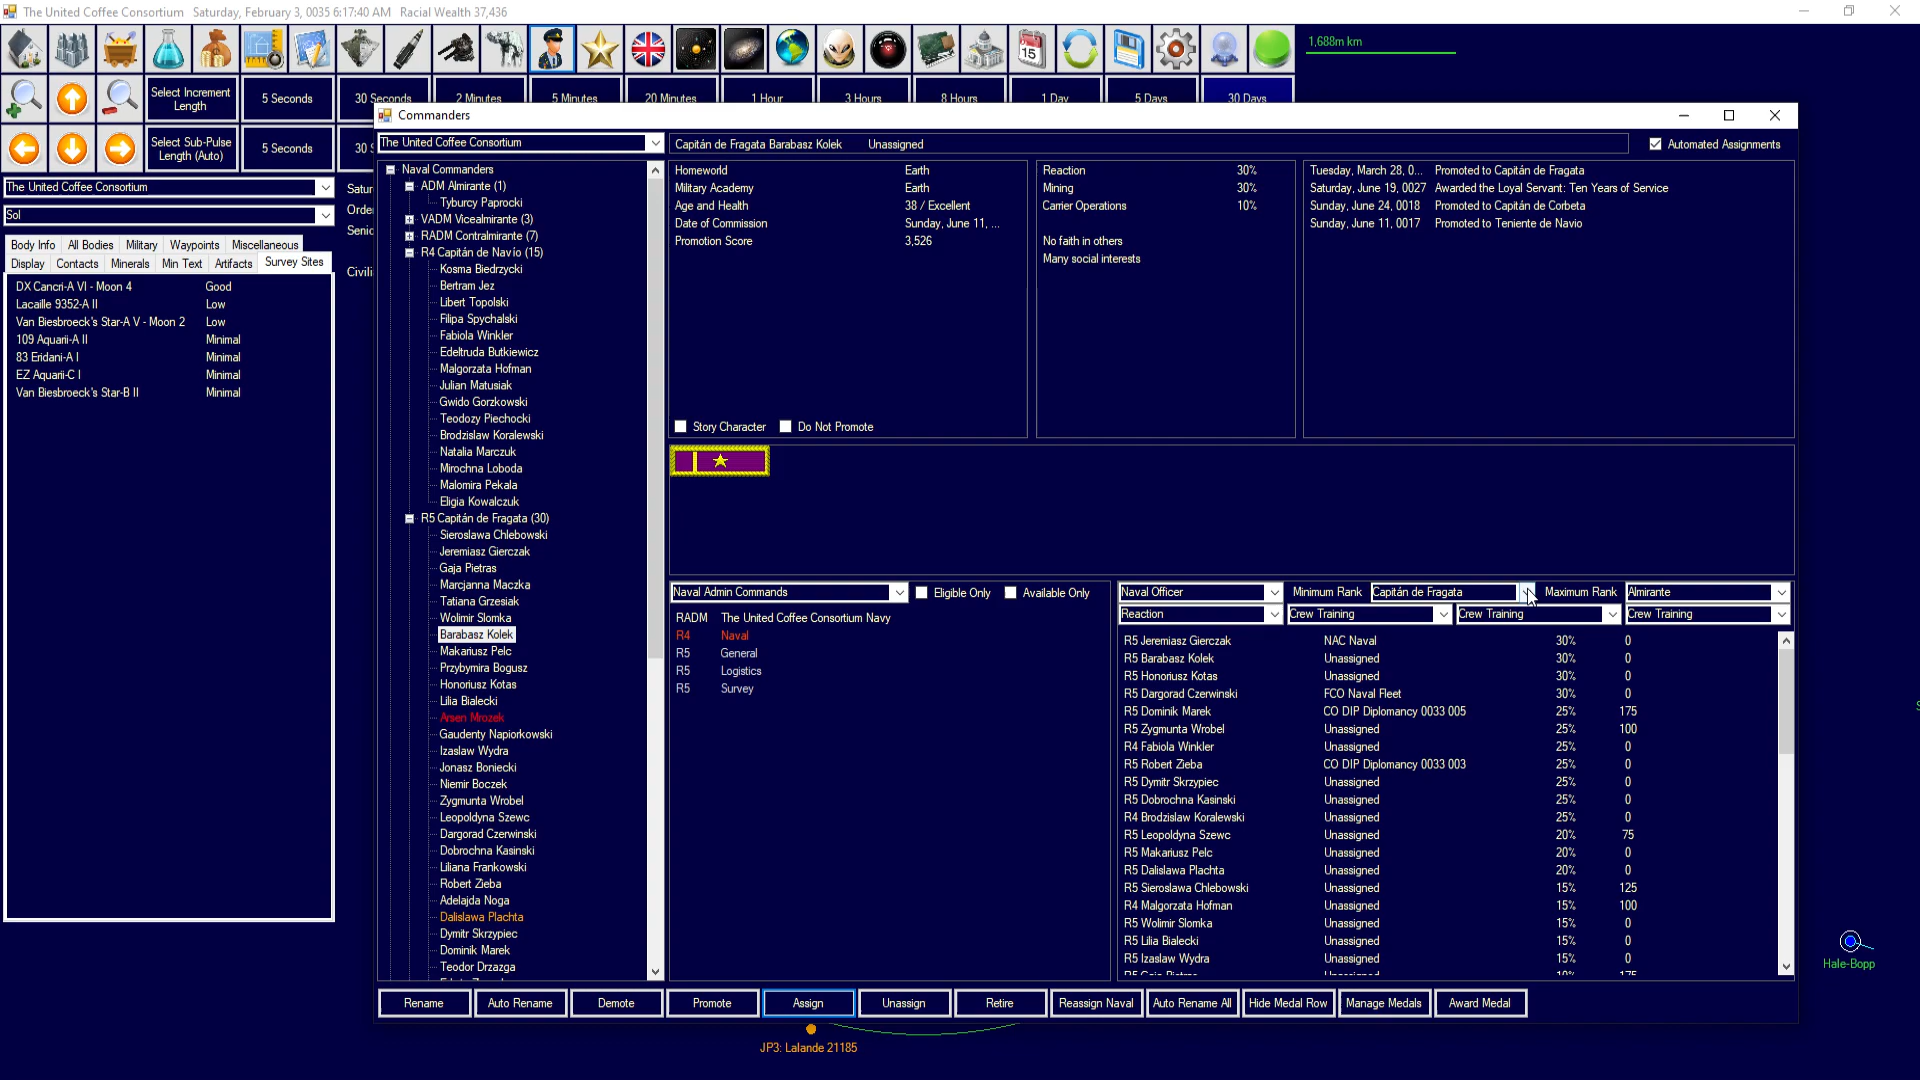 The United Coffee Consortium Saturday, February 3, 0035 6:17:40 AM Racial Wealth 37,436
15
1,688m km
Select Increment Length
5 Seconds
30 Seconds
2 Minutes
5 Minutes
20 Minutes
1 Hour
3 Hours
8 Hours
1 Day
5 Days
30 Days
Select Sub-Pulse Length (Auto)
5 Seconds
30 S
The United Coffee Consortium
Sol
Satur
Orde
Senic
Civili
Body Info All Bodies Military Waypoints Miscellaneous
Display Contacts Minerals Min Text Artifacts Survey Sites
DX Cancri-A VI - Moon 4 Good
Lacaille 9352-A II Low
Van Biesbroeck's Star-A V - Moon 2 Low
109 Aquarii-A II Minimal
83 Eridani-A I Minimal
EZ Aquarii-C I Minimal
Van Biesbroeck's Star-B II Minimal
Commanders
The United Coffee Consortium
Capitán de Fragata Barabasz Kolek Unassigned
Automated Assignments
Naval Commanders
ADM Almirante (1)
Tyburcy Paprocki
VADM Vicealmirante (3)
RADM Contralmirante (7)
R4 Capitán de Navío (15)
Kosma Biedrzycki
Bertram Jez
Libert Topolski
Filipa Spychalski
Fabiola Winkler
Edeltruda Butkiewicz
Malgorzata Hofman
Julian Matusiak
Gwido Gorzkowski
Teodozy Piechocki
Brodzislaw Koralewski
Natalia Marczuk
Mirochna Loboda
Malomira Pekala
Eligia Kowalczuk
R5 Capitán de Fragata (30)
Sieroslawa Chlebowski
Jeremiasz Gierczak
Gaja Pietras
Marcjanna Maczka
Tatiana Grzesiak
Wolimir Slomka
Barabasz Kolek
Makariusz Pelc
Przybymira Bogusz
Honoriusz Kotas
Lilia Bialecki
Arsen Mrozek
Gaudenty Napiorkowski
Izaslaw Wydra
Jonasz Boniecki
Niemir Boczek
Zygmunta Wrobel
Leopoldyna Szewc
Dargorad Czerwinski
Dobrochna Kasinski
Liliana Frankowski
Robert Zieba
Adelajda Noga
Dalislawa Plachta
Dymitr Skrzypiec
Dominik Marek
Teodor Drzazga
Homeworld Earth
Military Academy Earth
Age and Health 38 / Excellent
Date of Commission Sunday, June 11, ...
Promotion Score 3,526
Story Character Do Not Promote
Reaction 30%
Mining 30%
Carrier Operations 10%
No faith in others
Many social interests
Tuesday, March 28, 0... Promoted to Capitán de Fragata
Saturday, June 19, 0027 Awarded the Loyal Servant: Ten Years of Service
Sunday, June 24, 0018 Promoted to Capitán de Corbeta
Sunday, June 11, 0017 Promoted to Teniente de Navio
Naval Admin Commands Eligible Only Available Only
RADM The United Coffee Consortium Navy
R4 Naval
R5 General
R5 Logistics
R5 Survey
Naval Officer Minimum Rank Capitán de Fragata Maximum Rank Almirante
Reaction Crew Training Crew Training Crew Training
R5 Jeremiasz Gierczak NAC Naval 30% 0
R5 Barabasz Kolek Unassigned 30% 0
R5 Honoriusz Kotas Unassigned 30% 0
R5 Dargorad Czerwinski FCO Naval Fleet 30% 0
R5 Dominik Marek CO DIP Diplomancy 0033 005 25% 175
R5 Zygmunta Wrobel Unassigned 25% 100
R4 Fabiola Winkler Unassigned 25% 0
R5 Robert Zieba CO DIP Diplomancy 0033 003 25% 0
R5 Dymitr Skrzypiec Unassigned 25% 0
R5 Dobrochna Kasinski Unassigned 25% 0
R4 Brodzislaw Koralewski Unassigned 25% 0
R5 Leopoldyna Szewc Unassigned 20% 75
R5 Makariusz Pelc Unassigned 20% 0
R5 Dalislawa Plachta Unassigned 20% 0
R5 Sieroslawa Chlebowski Unassigned 15% 125
R4 Malgorzata Hofman Unassigned 15% 100
R5 Wolimir Slomka Unassigned 15% 0
R5 Lilia Bialecki Unassigned 15% 0
R5 Izaslaw Wydra Unassigned 15% 0
Rename Auto Rename Demote Promote Assign Unassign Retire Reassign Naval Auto Rename All Hide Medal Row Manage Medals Award Medal
JP3: Lalande 21185
Hale-Bopp